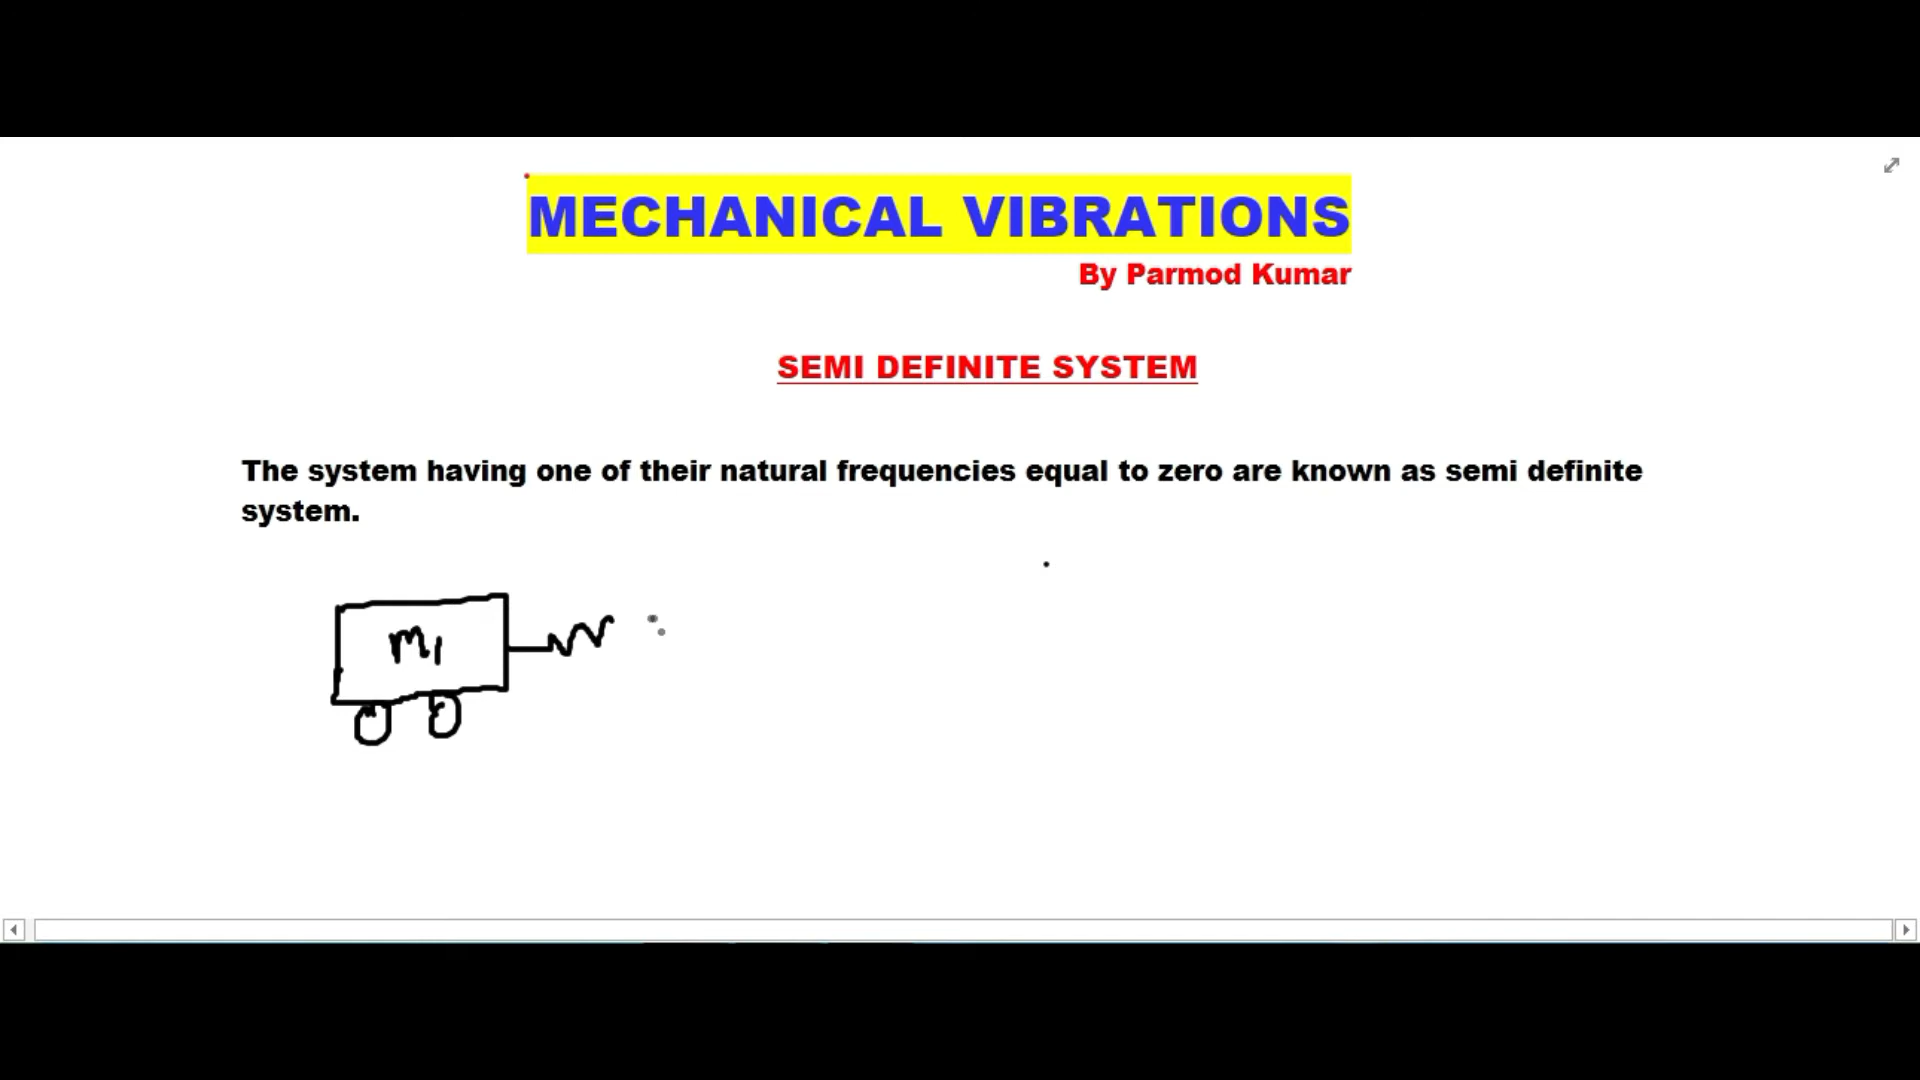 MECHANICAL VIBRATIONS
By Parmod Kumar
SEMI DEFINITE SYSTEM
The system having one of their natural frequencies equal to zero are known as semi definite
system.
m1